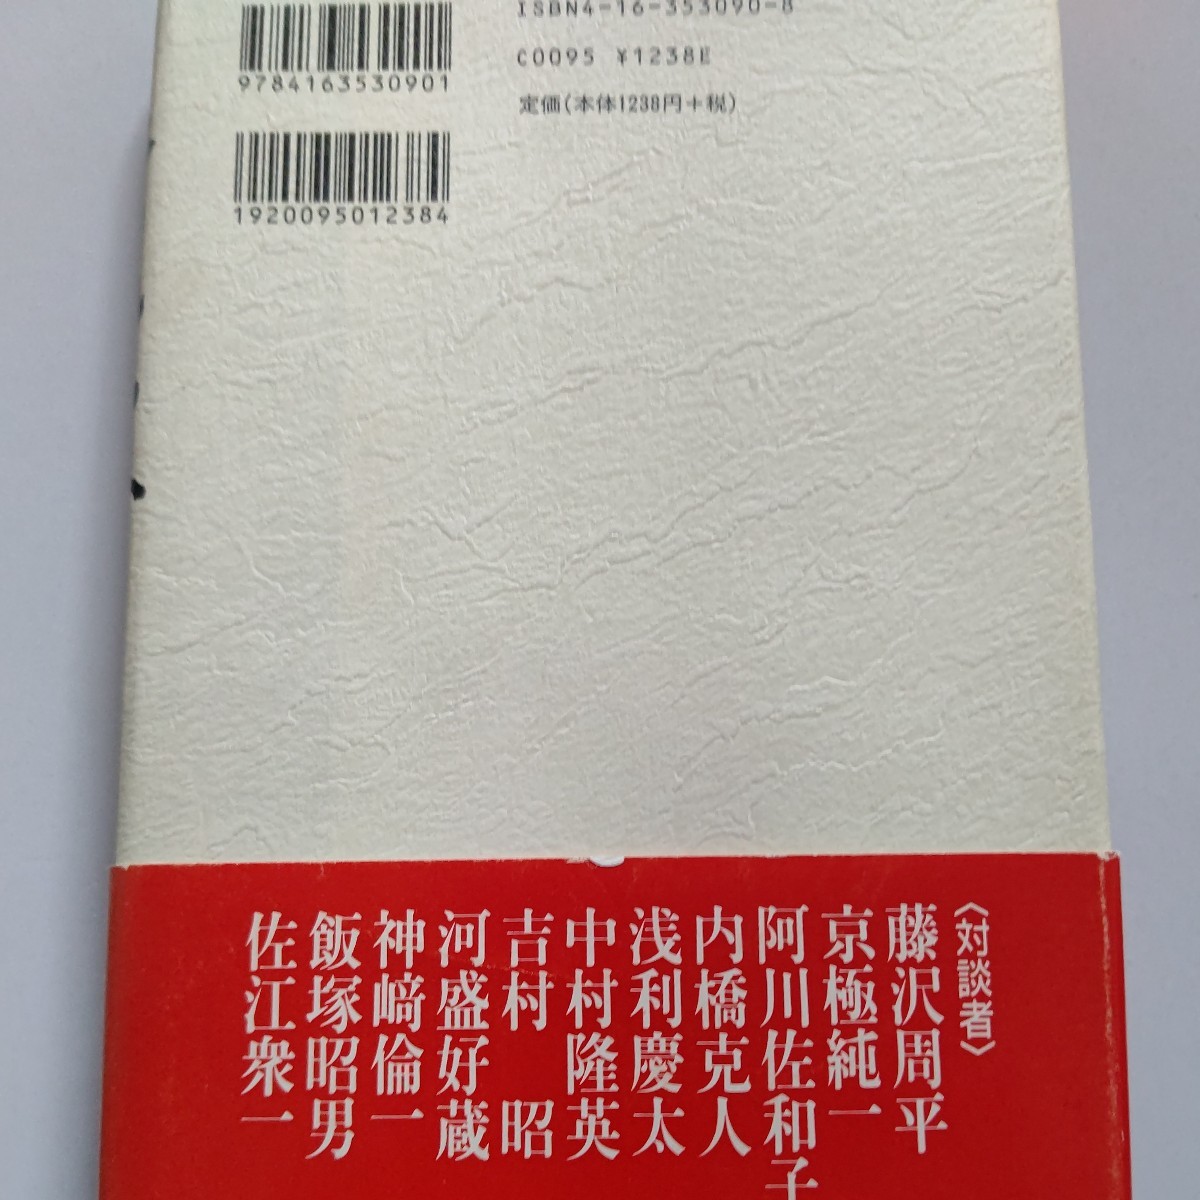 ISBN4-16-353090-8
C0095 ¥1238E
定価(本体1238円+税)
9784163530901
1920095012384
〈対談者〉
藤沢周平
京極純一
阿川佐和子
内橋克人
浅利慶太
中村隆英
吉村 昭
河盛好蔵
神﨑倫一
飯塚昭男
佐江衆一